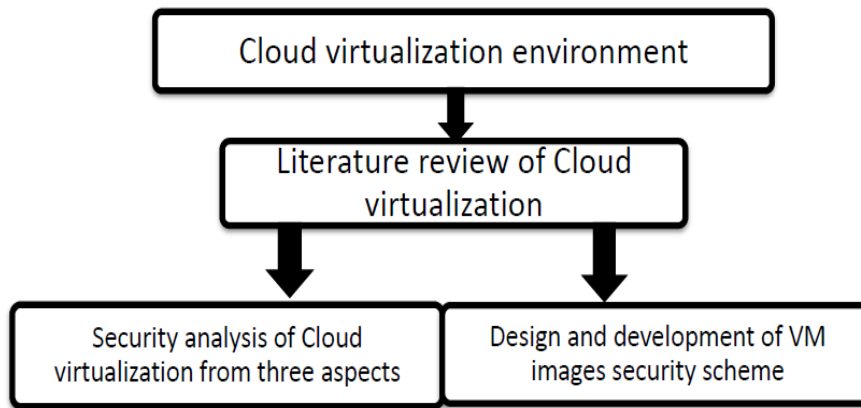 Cloud virtualization environment
Literature review of Cloud
virtualization
Security analysis of Cloud
virtualization from three aspects
Design and development of VM
images security scheme